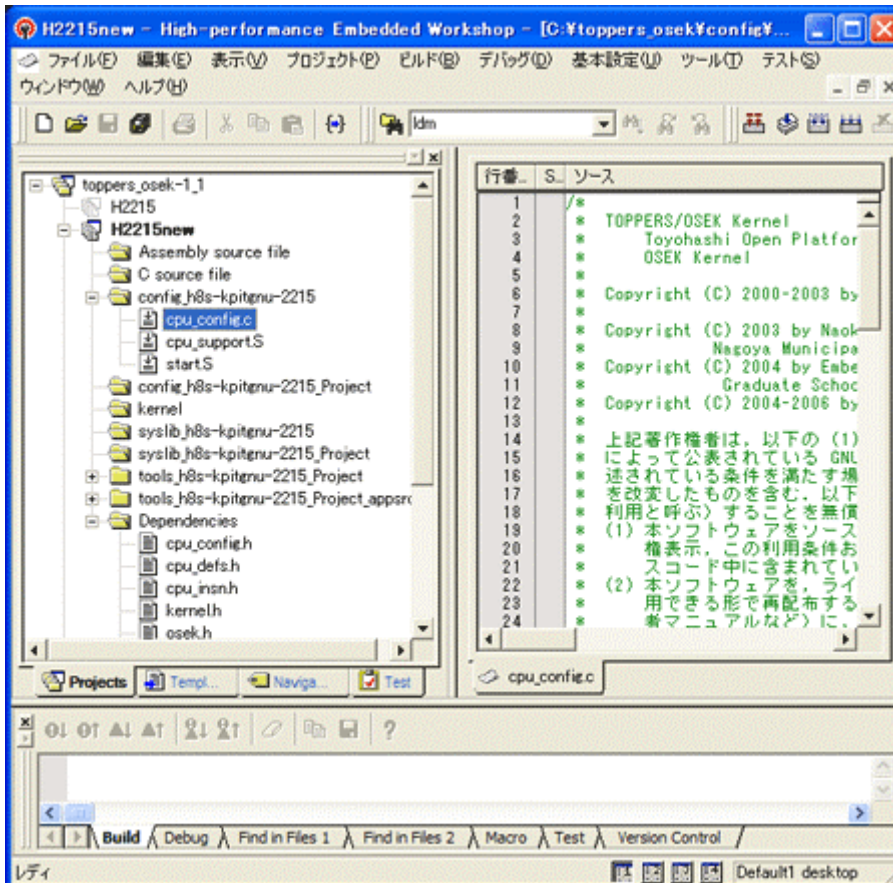 H2215new - High-performance Embedded Workshop - [C:¥toppers_osek¥config¥...
ファイル(F) 編集(E) 表示(V) プロジェクト(P) ビルド(B) デバッグ(D) 基本設定(U) ツール(T) テスト(S)
ウィンドウ(W) ヘルプ(H)
ldm
toppers_osek-1_1
H2215
H2215new
Assembly source file
C source file
config_h8s-kpitgnu-2215
cpu_config.c
cpu_support.S
start.S
config_h8s-kpitgnu-2215_Project
kernel
syslib_h8s-kpitgnu-2215
syslib_h8s-kpitgnu-2215_Project
tools_h8s-kpitgnu-2215_Project
tools_h8s-kpitgnu-2215_Project_appsrc
Dependencies
cpu_config.h
cpu_defs.h
cpu_insn.h
kernel.h
osek.h
Projects Templ... Naviga... Test
行番... S... ソース
1 /*
2 * TOPPERS/OSEK Kernel
3 * Toyohashi Open Platfor
4 * OSEK Kernel
5 *
6 * Copyright (C) 2000-2003 by
7 *
8 * Copyright (C) 2003 by Naok
9 * Nagoya Municipa
10 * Copyright (C) 2004 by Embe
11 * Graduate Schoo
12 * Copyright (C) 2004-2006 by
13 *
14 * 上記著作権者は，以下の (1)
15 * によって公表されている GNU
16 * 述されている条件を満たす場
17 * を改変したものを含む．以下
18 * 利用と呼ぶ）することを無償
19 * (1) 本ソフトウェアをソース
20 * 権表示，この利用条件お
21 * スコード中に含まれてい
22 * (2) 本ソフトウェアを，ライ
23 * 用できる形で再配布する
24 * 者マニュアルなど）に，
cpu_config.c
Build Debug Find in Files 1 Find in Files 2 Macro Test Version Control
レディ Default1 desktop